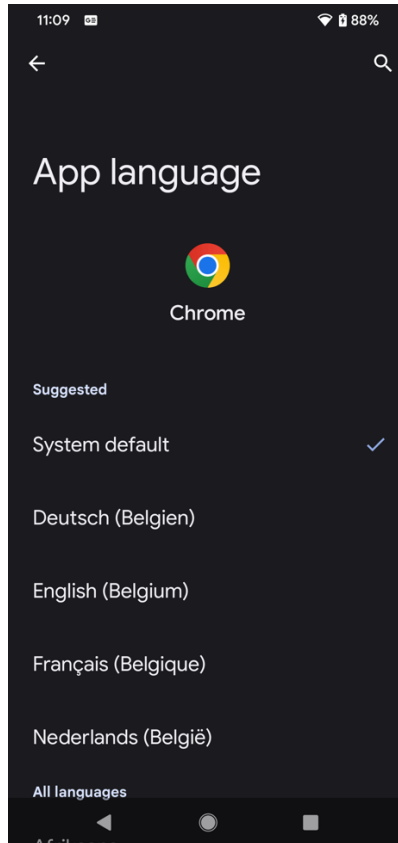 11:09 GE 88%
App language
Chrome
Suggested
System default
Deutsch (Belgien)
English (Belgium)
Français (Belgique)
Nederlands (België)
All languages